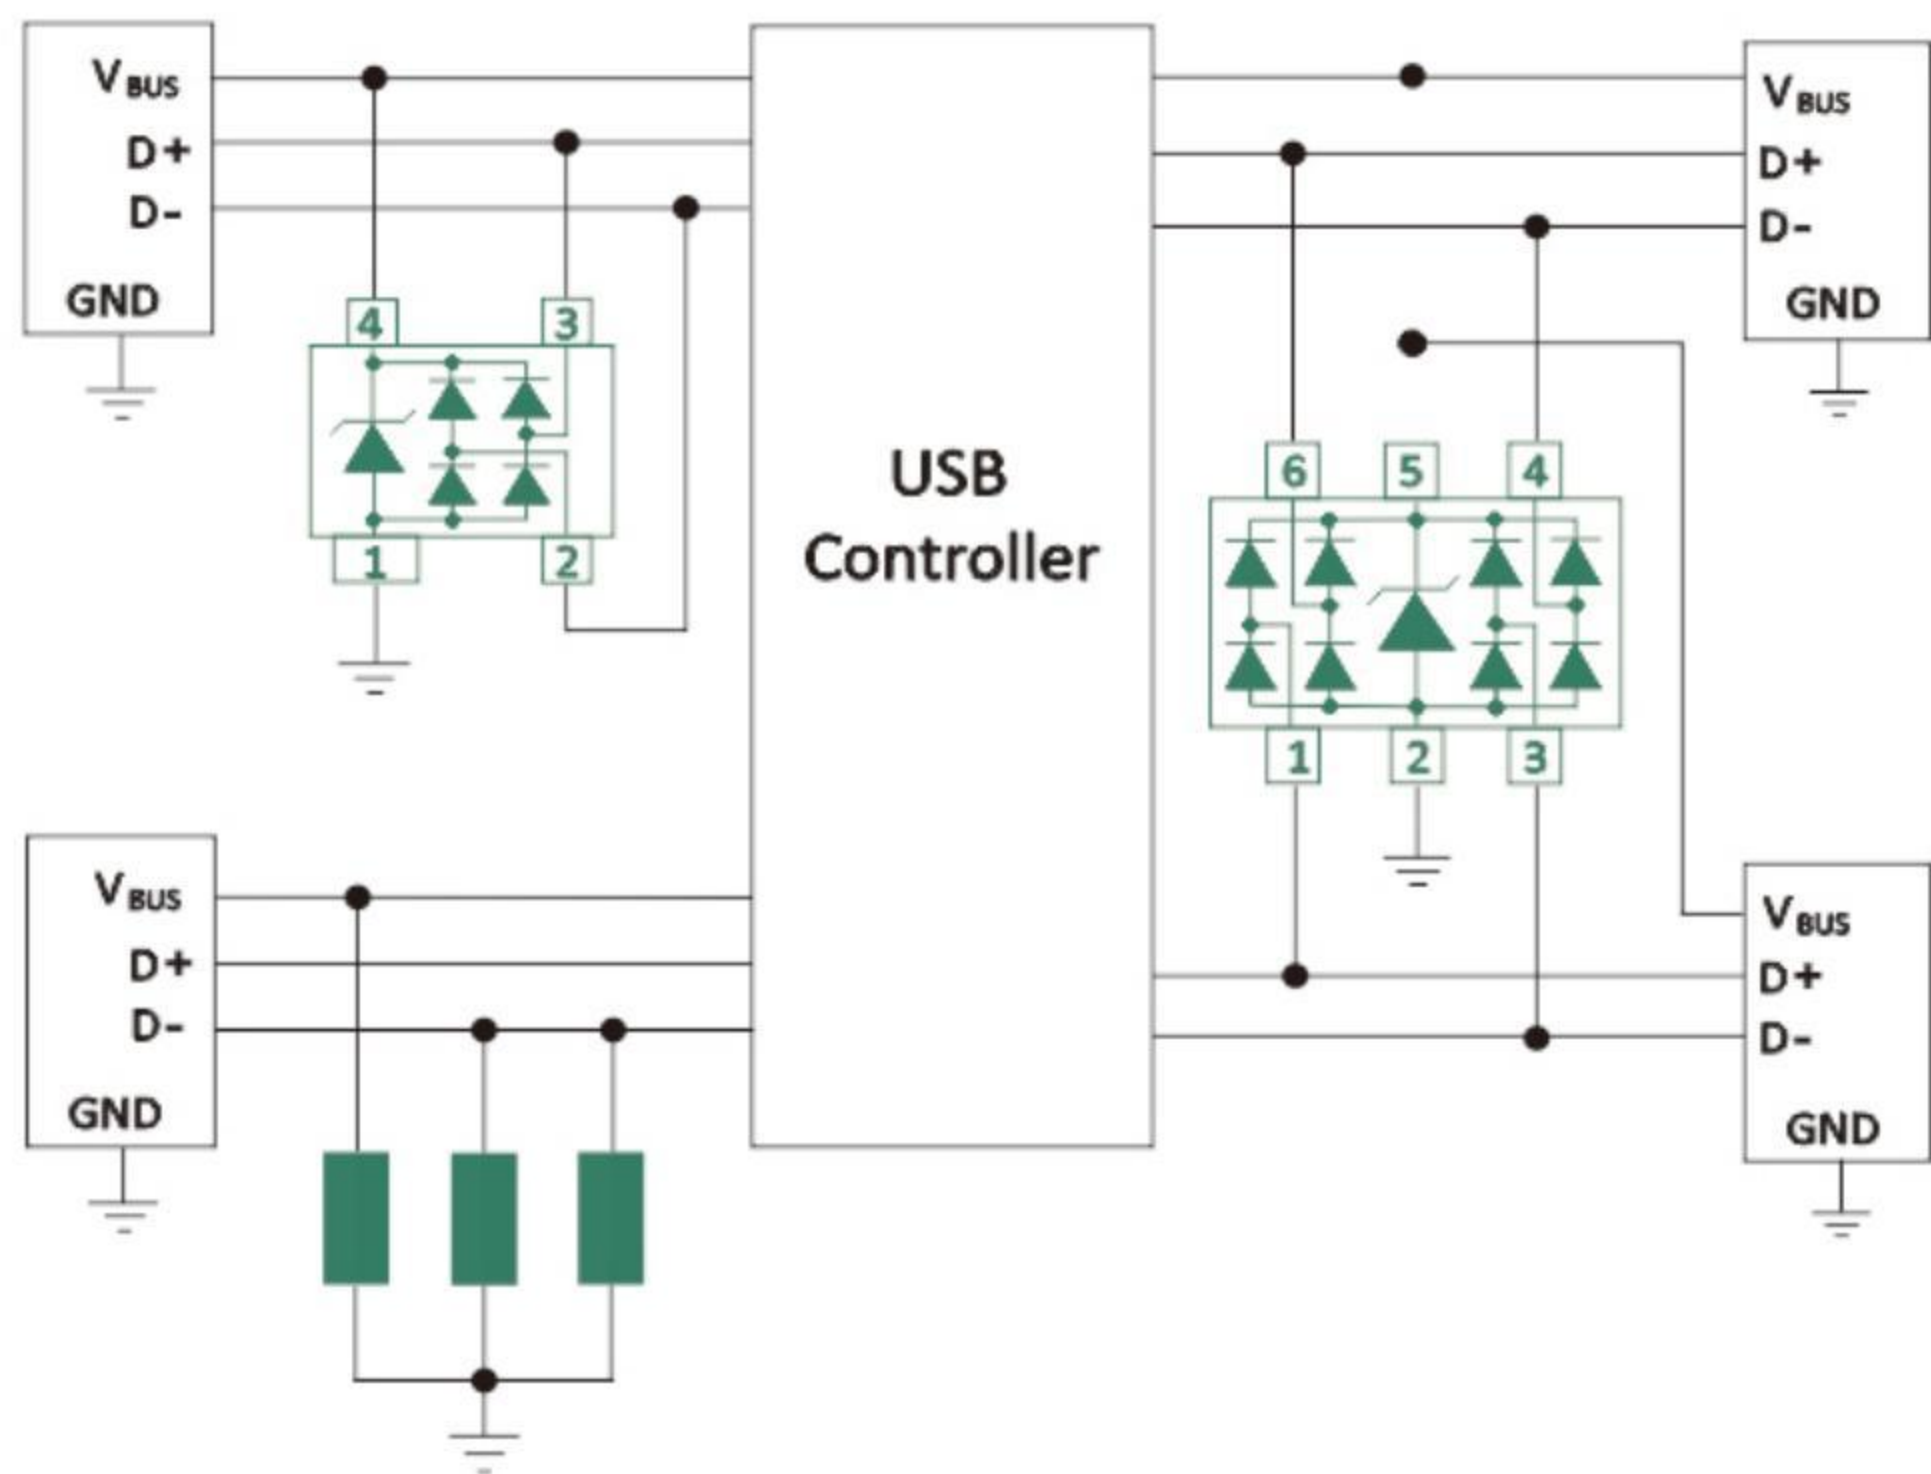 VBUS
D+
D-
GND
4
3
1
2
VBUS
D+
D-
GND
USB
Controller
VBUS
D+
D-
GND
6
5
4
1
2
3
VBUS
D+
D-
GND